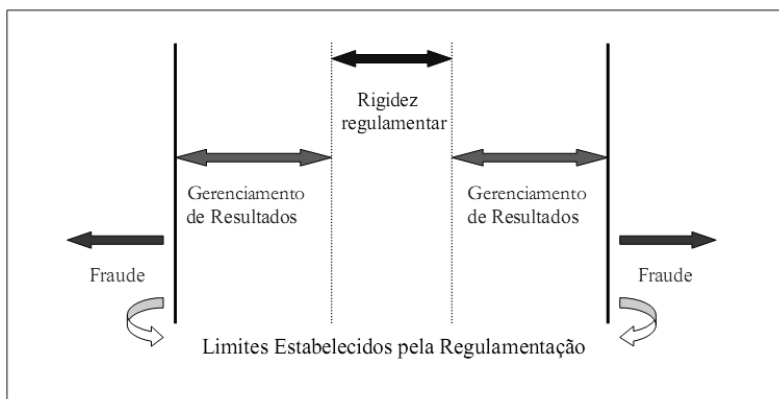 Rigidez
regulamentar
Gerenciamento
de Resultados
Gerenciamento
de Resultados
Fraude
Fraude
Limites Estabelecidos pela Regulamentação